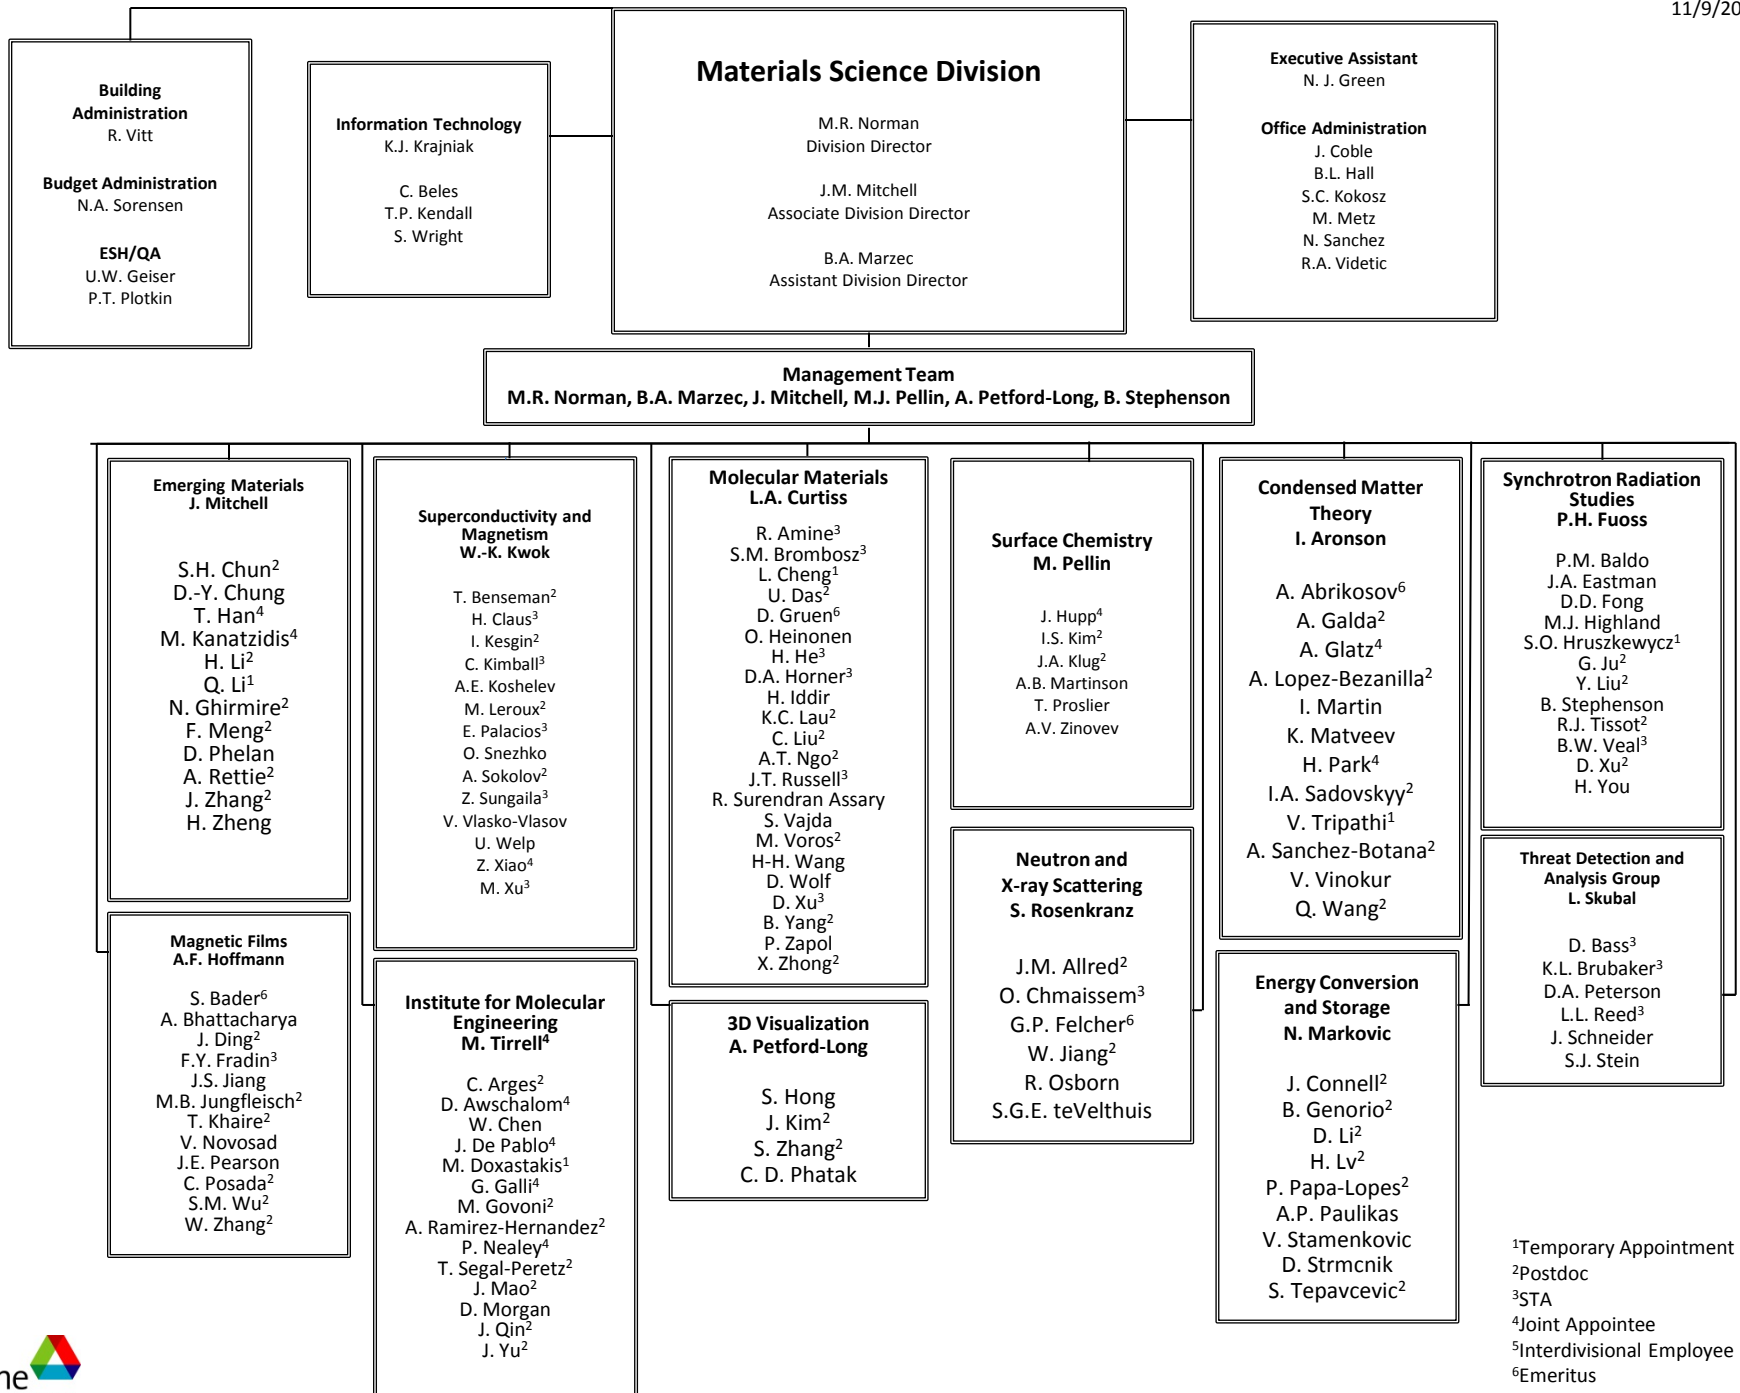 11/9/20
Building
Administration
R. Vitt
Budget Administration
N.A. Sorensen
ESH/QA
U.W. Geiser
P.T. Plotkin
Information Technology
K.J. Krajniak
C. Beles
T.P. Kendall
S. Wright
Materials Science Division
M.R. Norman
Division Director
J.M. Mitchell
Associate Division Director
B.A. Marzec
Assistant Division Director
Executive Assistant
N. J. Green
Office Administration
J. Coble
B.L. Hall
S.C. Kokosz
M. Metz
N. Sanchez
R.A. Videtic
Management Team
M.R. Norman, B.A. Marzec, J. Mitchell, M.J. Pellin, A. Petford-Long, B. Stephenson
Emerging Materials
J. Mitchell
S.H. Chun²
D.-Y. Chung
T. Han⁴
M. Kanatzidis⁴
H. Li²
Q. Li¹
N. Ghirmire²
F. Meng²
D. Phelan
A. Rettie²
J. Zhang²
H. Zheng
Magnetic Films
A.F. Hoffmann
S. Bader⁶
A. Bhattacharya
J. Ding²
F.Y. Fradin³
J.S. Jiang
M.B. Jungfleisch²
T. Khaire²
V. Novosad
J.E. Pearson
C. Posada²
S.M. Wu²
W. Zhang²
Superconductivity and
Magnetism
W.-K. Kwok
T. Benseman²
H. Claus³
I. Kesgin²
C. Kimball³
A.E. Koshelev
M. Leroux²
E. Palacios³
O. Snezhko
A. Sokolov²
Z. Sungaila³
V. Vlasko-Vlasov
U. Welp
Z. Xiao⁴
M. Xu³
Institute for Molecular
Engineering
M. Tirrell⁴
C. Arges²
D. Awschalom⁴
W. Chen
J. De Pablo⁴
M. Doxastakis¹
G. Galli⁴
M. Govoni²
A. Ramirez-Hernandez²
P. Nealey⁴
T. Segal-Peretz²
J. Mao²
D. Morgan
J. Qin²
J. Yu²
Molecular Materials
L.A. Curtiss
R. Amine³
S.M. Brombosz³
L. Cheng¹
U. Das²
D. Gruen⁶
O. Heinonen
H. He³
D.A. Horner³
H. Iddir
K.C. Lau²
C. Liu²
A.T. Ngo²
J.T. Russell³
R. Surendran Assary
S. Vajda
M. Voros²
H-H. Wang
D. Wolf
D. Xu³
B. Yang²
P. Zapol
X. Zhong²
3D Visualization
A. Petford-Long
S. Hong
J. Kim²
S. Zhang²
C. D. Phatak
Surface Chemistry
M. Pellin
J. Hupp⁴
I.S. Kim²
J.A. Klug²
A.B. Martinson
T. Proslier
A.V. Zinovev
Neutron and
X-ray Scattering
S. Rosenkranz
J.M. Allred²
O. Chmaissem³
G.P. Felcher⁶
W. Jiang²
R. Osborn
S.G.E. teVelthuis
Condensed Matter
Theory
I. Aronson
A. Abrikosov⁶
A. Galda²
A. Glatz⁴
A. Lopez-Bezanilla²
I. Martin
K. Matveev
H. Park⁴
I.A. Sadovskyy²
V. Tripathi¹
A. Sanchez-Botana²
V. Vinokur
Q. Wang²
Energy Conversion
and Storage
N. Markovic
J. Connell²
B. Genorio²
D. Li²
H. Lv²
P. Papa-Lopes²
A.P. Paulikas
V. Stamenkovic
D. Strmcnik
S. Tepavcevic²
Synchrotron Radiation
Studies
P.H. Fuoss
P.M. Baldo
J.A. Eastman
D.D. Fong
M.J. Highland
S.O. Hruszkewycz¹
G. Ju²
Y. Liu²
B. Stephenson
R.J. Tissot²
B.W. Veal³
D. Xu²
H. You
Threat Detection and
Analysis Group
L. Skubal
D. Bass³
K.L. Brubaker³
D.A. Peterson
L.L. Reed³
J. Schneider
S.J. Stein
¹Temporary Appointment
²Postdoc
³STA
⁴Joint Appointee
⁵Interdivisional Employee
⁶Emeritus
ne